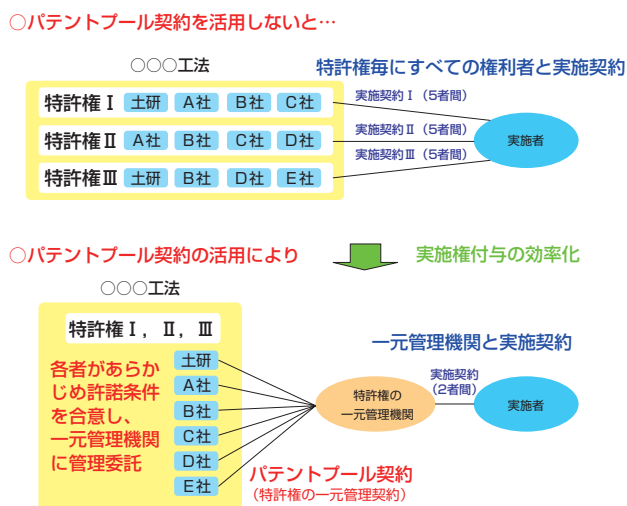 ○パテントプール契約を活用しないと…
○○○工法
特許権毎にすべての権利者と実施契約
特許権Ⅰ 土研 A社 B社 C社
特許権Ⅱ A社 B社 C社 D社
特許権Ⅲ 土研 B社 D社 E社
実施契約Ⅰ（5者間）
実施契約Ⅱ（5者間）
実施契約Ⅲ（5者間）
実施者
○パテントプール契約の活用により
実施権付与の効率化
○○○工法
特許権Ⅰ，Ⅱ，Ⅲ
各者があらか
じめ許諾条件
を合意し、
一元管理機関
に管理委託
土研
A社
B社
C社
D社
E社
一元管理機関と実施契約
特許権の
一元管理機関
実施契約
（2者間）
実施者
パテントプール契約
（特許権の一元管理契約）